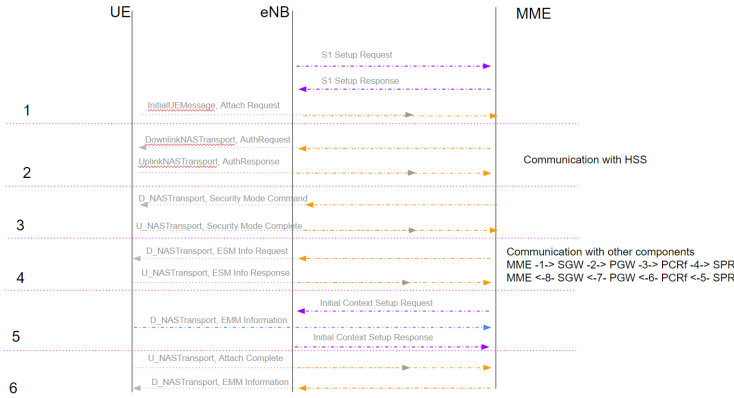 UE eNB MME
S1 Setup Request
S1 Setup Response
InitialUEMessage, Attach Request
1
DownlinkNASTransport, AuthRequest
UplinkNASTransport, AuthResponse
Communication with HSS
2
D_NASTransport, Security Mode Command
U_NASTransport, Security Mode Complete
3
D_NASTransport, ESM Info Request
Communication with other components
MME -1-> SGW -2-> PGW -3-> PCRf -4-> SPR
U_NASTransport, ESM Info Response
MME <-8- SGW <-7- PGW <-6- PCRf <-5- SPR
4
Initial Context Setup Request
D_NASTransport, EMM Information
5
Initial Context Setup Response
U_NASTransport, Attach Complete
D_NASTransport, EMM Information
6